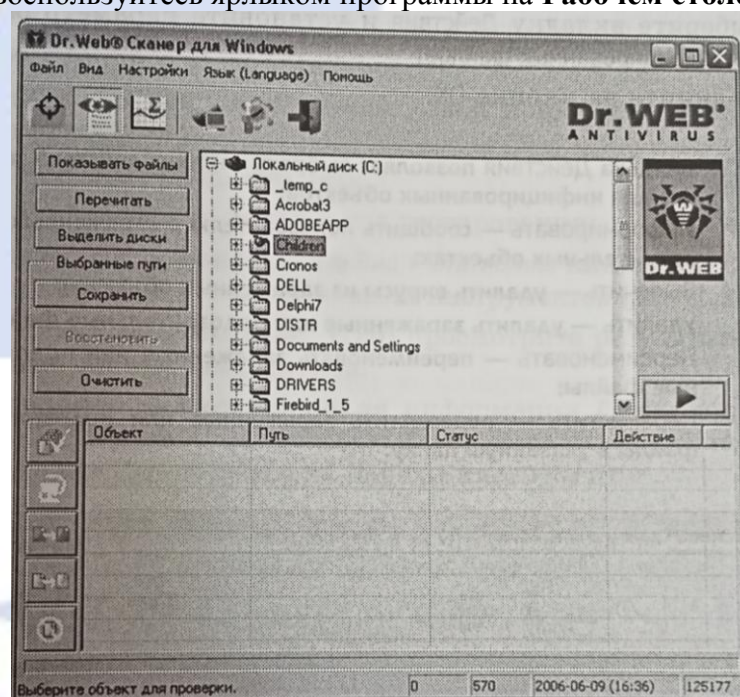 воспользуйтесь ярлыком программы на Рабочем столе
Dr.Web® Сканер для Windows
Файл Вид Настройки Язык (Language) Помощь
Dr.WEB®
ANTIVIRUS
Показывать файлы
Перечитать
Выделить диски
Выбранные пути
Сохранить
Восстановить
Очистить
Локальный диск (C:)
_temp_c
Acrobat3
ADOBEAPP
Children
Cronos
DELL
Delphi7
DISTR
Documents and Settings
Downloads
DRIVERS
Firebird_1_5
Dr.WEB
Объект Путь Статус Действие
Выберите объект для проверки. 0 570 2006-06-09 (16:36) 125177